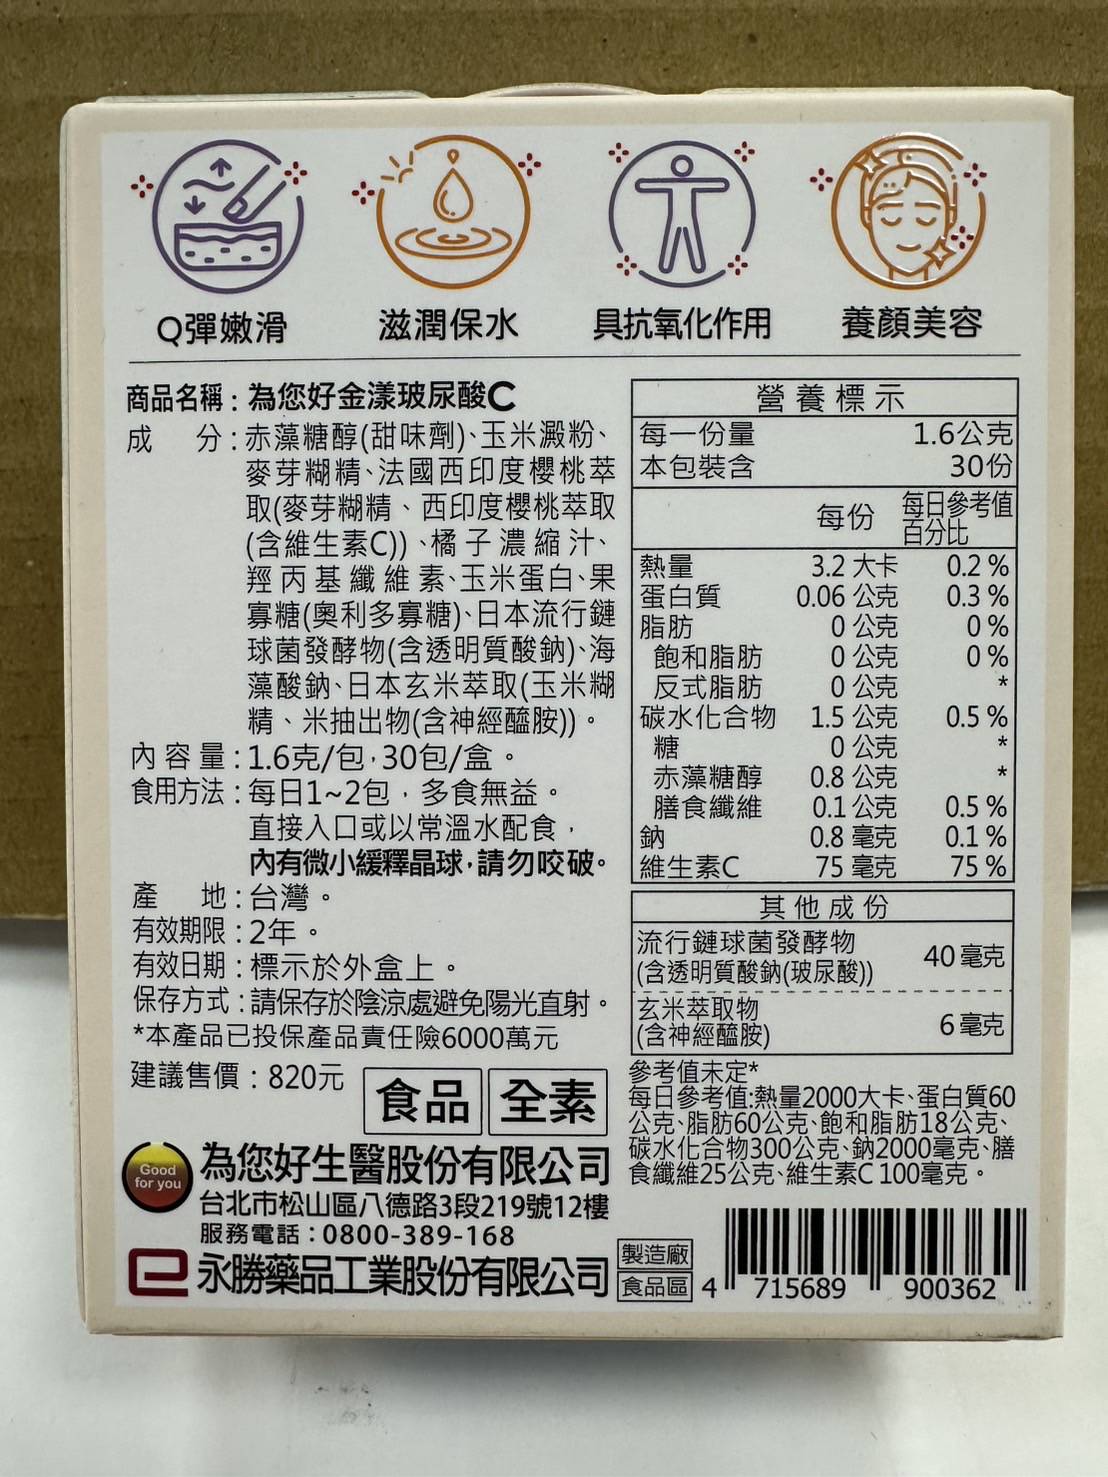 Q彈嫩滑
滋潤保水
具抗氧化作用
養顏美容
商品名稱：為您好金漾玻尿酸C
成　分：赤藻糖醇(甜味劑)、玉米澱粉、
麥芽糊精、法國西印度櫻桃萃
取(麥芽糊精、西印度櫻桃萃取
(含維生素C))、橘子濃縮汁、
羥丙基纖維素、玉米蛋白、果
寡糖(奧利多寡糖)、日本流行鏈
球菌發酵物(含透明質酸鈉)、海
藻酸鈉、日本玄米萃取(玉米糊
精、米抽出物(含神經醯胺))。
內容量：1.6克/包，30包/盒。
食用方法：每日1~2包，多食無益。
直接入口或以常溫水配食，
內有微小緩釋晶球，請勿咬破。
產　地：台灣。
有效期限：2年。
有效日期：標示於外盒上。
保存方式：請保存於陰涼處避免陽光直射。
*本產品已投保產品責任險6000萬元
建議售價：820元
食品
全素
Good
for you
為您好生醫股份有限公司
台北市松山區八德路3段219號12樓
服務電話：0800-389-168
永勝藥品工業股份有限公司
製造廠
食品區
營養標示
每一份量 1.6公克
本包裝含 30份
每份 每日參考值
百分比
熱量 3.2 大卡 0.2 %
蛋白質 0.06 公克 0.3 %
脂肪 0 公克 0 %
飽和脂肪 0 公克 0 %
反式脂肪 0 公克 *
碳水化合物 1.5 公克 0.5 %
糖 0 公克 *
赤藻糖醇 0.8 公克 *
膳食纖維 0.1 公克 0.5 %
鈉 0.8 毫克 0.1 %
維生素C 75 毫克 75 %
其他成份
流行鏈球菌發酵物
(含透明質酸鈉(玻尿酸)) 40 毫克
玄米萃取物
(含神經醯胺) 6 毫克
參考值未定*
每日參考值:熱量2000大卡、蛋白質60
公克、脂肪60公克、飽和脂肪18公克、
碳水化合物300公克、鈉2000毫克、膳
食纖維25公克、維生素C 100毫克。
4 715689 900362